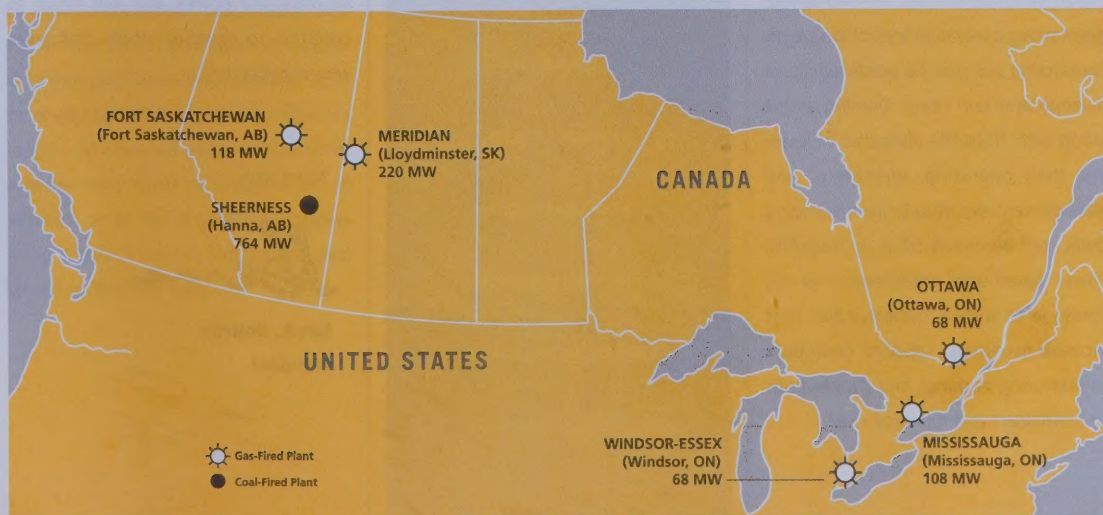 FORT SASKATCHEWAN
(Fort Saskatchewan, AB)
118 MW
MERIDIAN
(Lloydminster, SK)
220 MW
SHEERNESS
(Hanna, AB)
764 MW
CANADA
OTTAWA
(Ottawa, ON)
68 MW
UNITED STATES
WINDSOR-ESSEX
(Windsor, ON)
68 MW
MISSISSAUGA
(Mississauga, ON)
108 MW
Gas-Fired Plant
Coal-Fired Plant